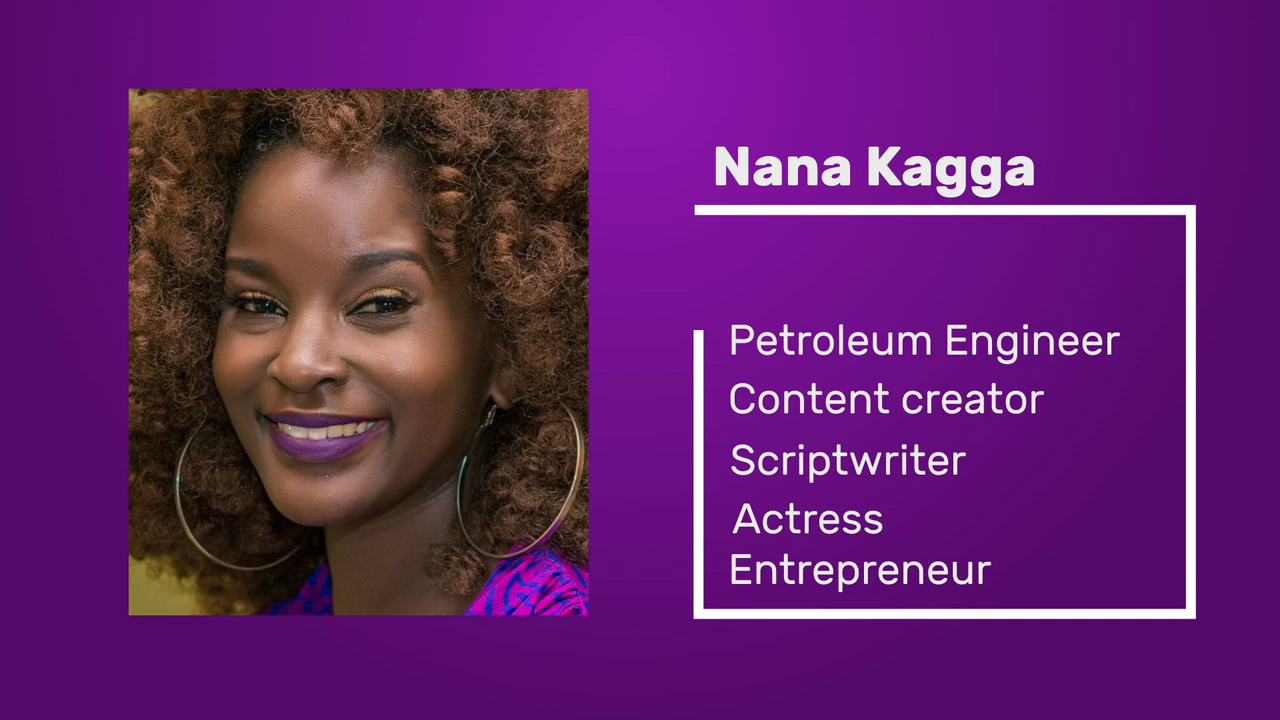 Nana Kagga
Petroleum Engineer
Content creator
Scriptwriter
Actress
Entrepreneur